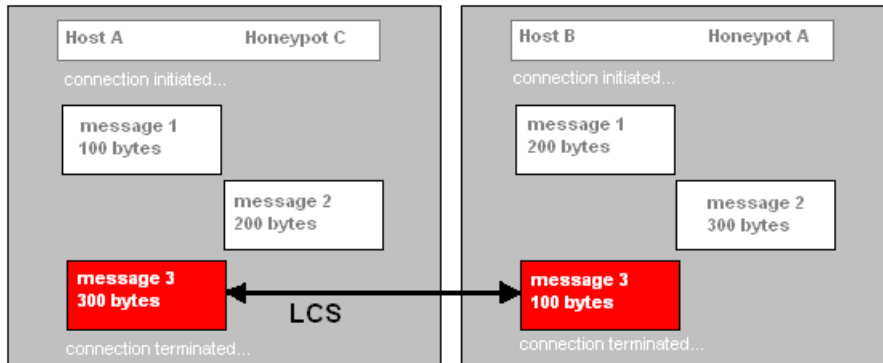 Host A Honeypot C
connection initiated...
message 1
100 bytes
message 2
200 bytes
message 3
300 bytes
connection terminated...
LCS
Host B Honeypot A
connection initiated...
message 1
200 bytes
message 2
300 bytes
message 3
100 bytes
connection terminated...